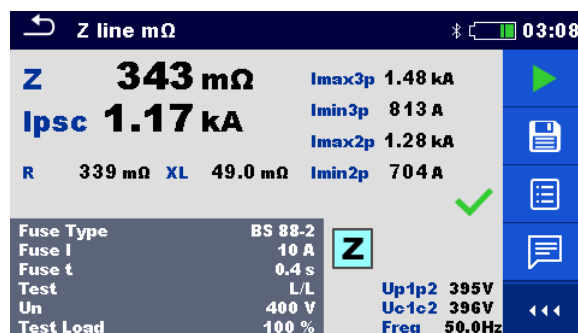 Z line mΩ 03:08
Z 343 mΩ
Ipsc 1.17 kA
R 339 mΩ XL 49.0 mΩ
Imax3p 1.48 kA
Imin3p 813 A
Imax2p 1.28 kA
Imin2p 704 A
Fuse Type BS 88-2
Fuse I 10 A
Fuse t 0.4 s
Test L/L
Un 400 V
Test Load 100 %
Z
Up1p2 395V
Uc1c2 396V
Freq 50.0Hz